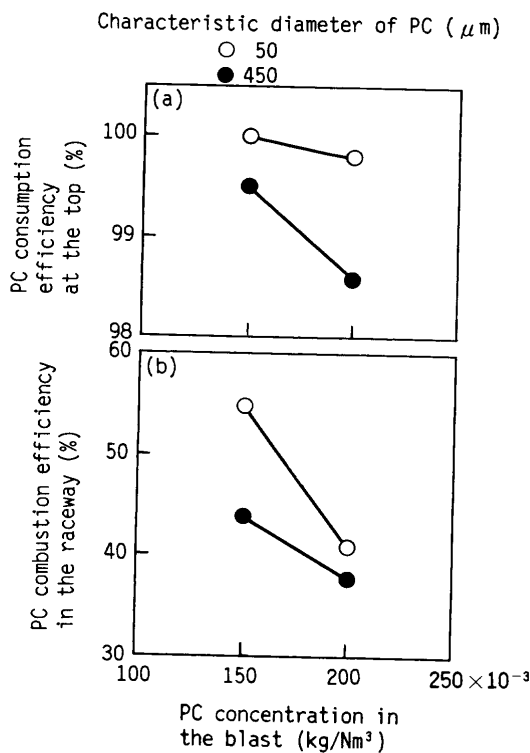 Characteristic diameter of PC (μm)
○ 50
● 450
(a)
PC consumption
efficiency
at the top (%)
100
99
98
(b)
PC combustion efficiency
in the raceway (%)
60
50
40
30
100 150 200 250 ×10⁻³
PC concentration in
the blast (kg/Nm³)